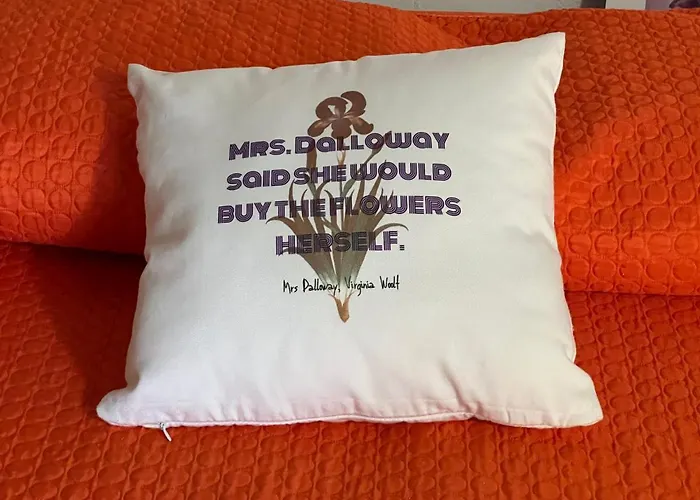 MRS. DALLOWAY
SAID SHE WOULD
BUY THE FLOWERS
HERSELF.
Mrs Dalloway, Virginia Woolf